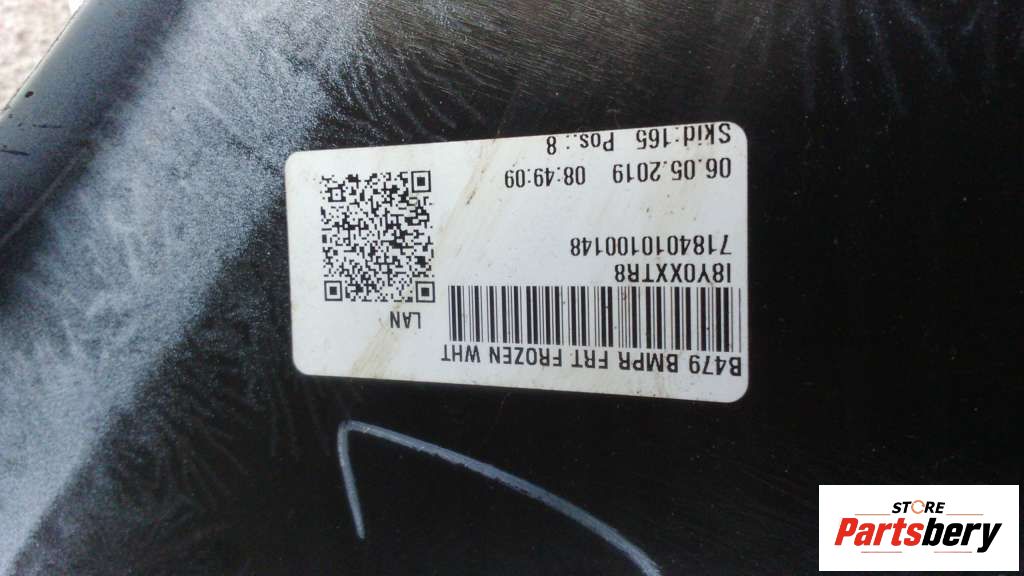 B479 BMPR FRT FROZEN WHT
LAN
I8Y0XXTR8
7184010100148
06.05.2019 08:49:09
Skid:165 Pos.:8
STORE
Partsbery